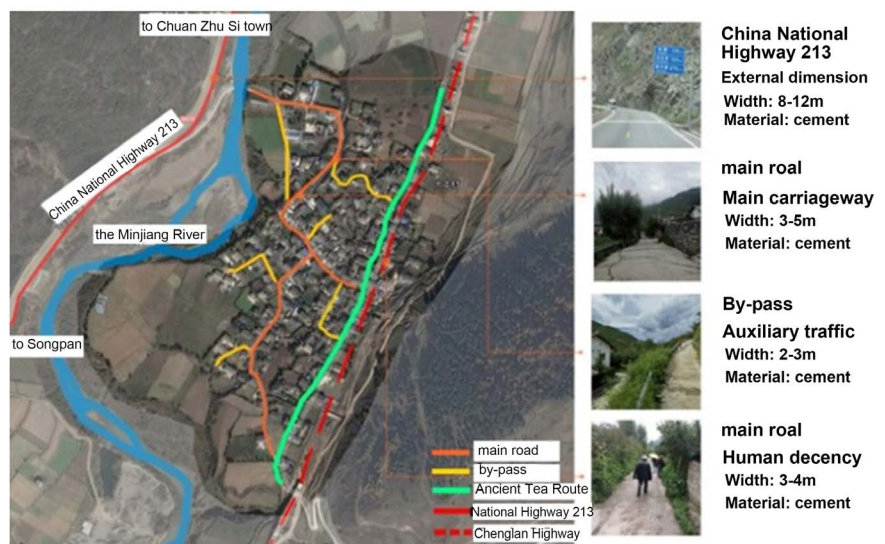 to Chuan Zhu Si town
China National Highway 213
the Minjiang River
to Songpan
main road
by-pass
Ancient Tea Route
National Highway 213
Chenglan Highway
China National
Highway 213
External dimension
Width: 8-12m
Material: cement
main roal
Main carriageway
Width: 3-5m
Material: cement
By-pass
Auxiliary traffic
Width: 2-3m
Material: cement
main roal
Human decency
Width: 3-4m
Material: cement